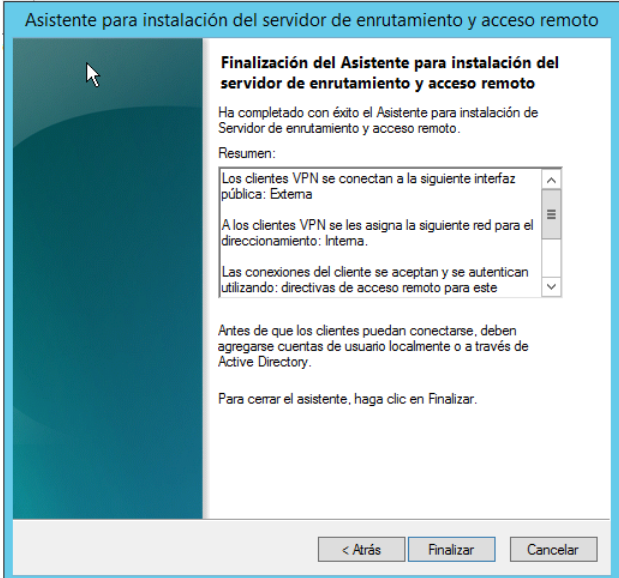 Asistente para instalación del servidor de enrutamiento y acceso remoto
Finalización del Asistente para instalación del
servidor de enrutamiento y acceso remoto
Ha completado con éxito el Asistente para instalación de
Servidor de enrutamiento y acceso remoto.
Resumen:
Los clientes VPN se conectan a la siguiente interfaz
pública: Externa
A los clientes VPN se les asigna la siguiente red para el
direccionamiento: Interna.
Las conexiones del cliente se aceptan y se autentican
utilizando: directivas de acceso remoto para este
Antes de que los clientes puedan conectarse, deben
agregarse cuentas de usuario localmente o a través de
Active Directory.
Para cerrar el asistente, haga clic en Finalizar.
< Atrás Finalizar Cancelar